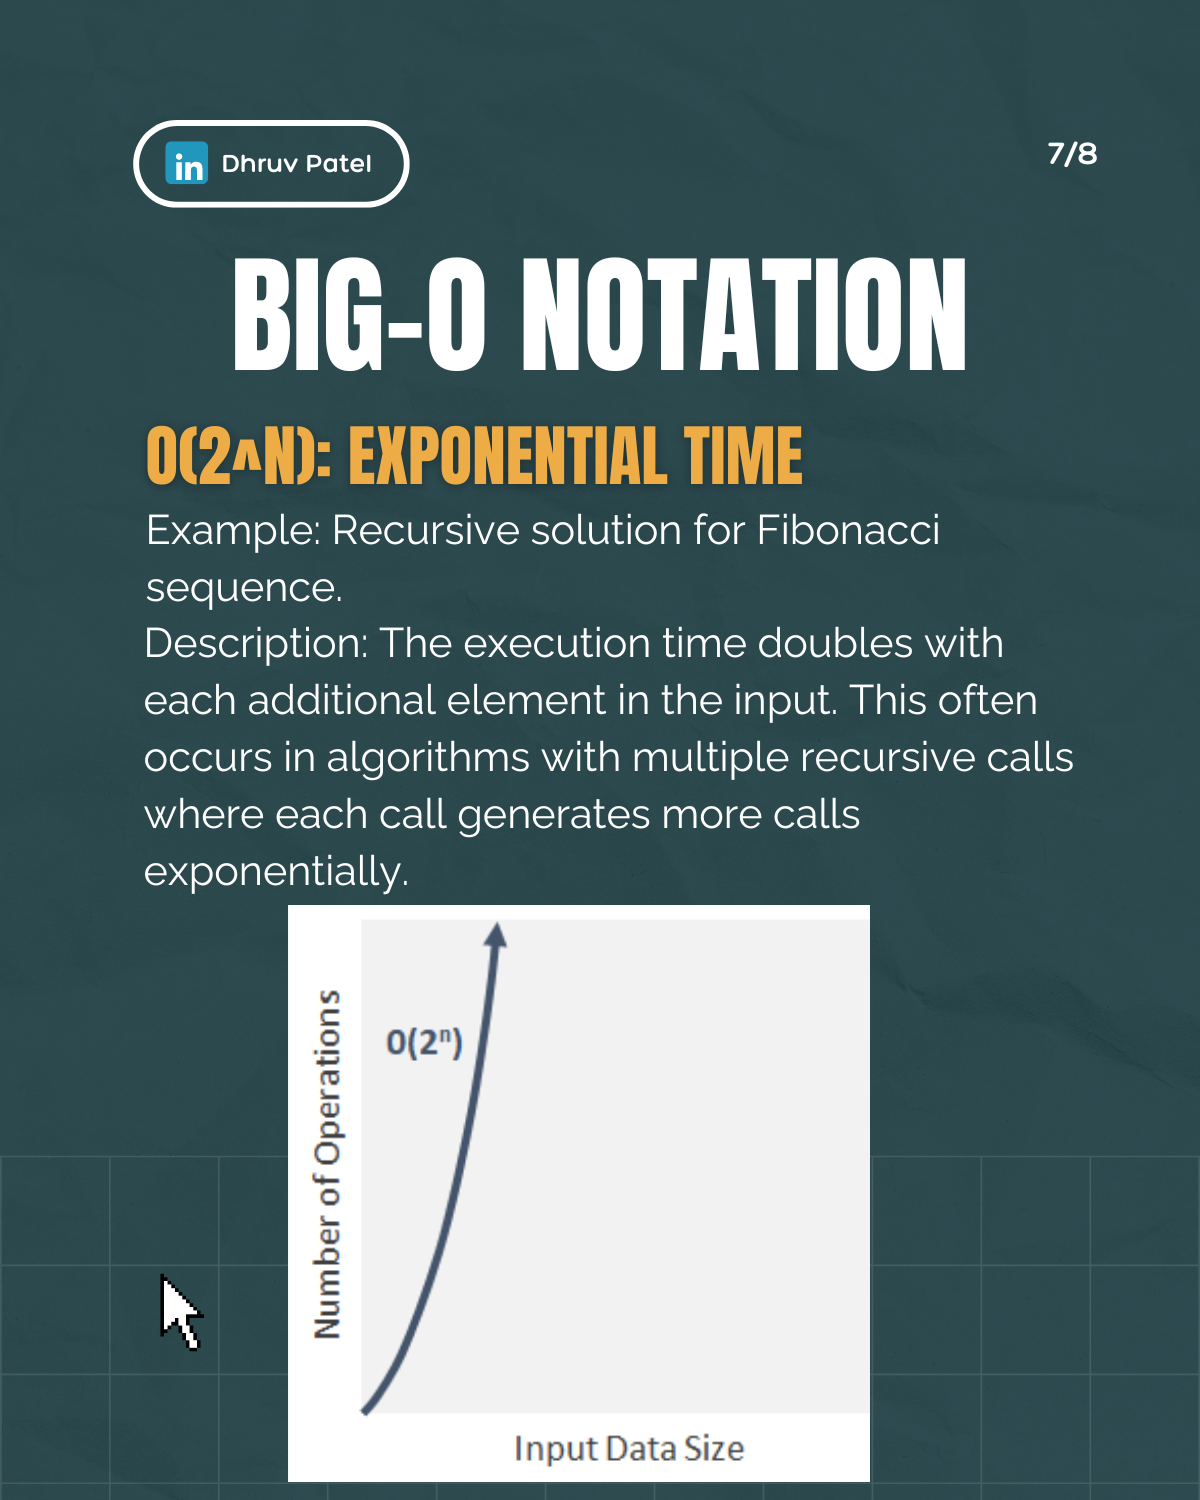 in Dhruv Patel
7/8
BIG-O NOTATION
O(2^N): EXPONENTIAL TIME
Example: Recursive solution for Fibonacci
sequence.
Description: The execution time doubles with
each additional element in the input. This often
occurs in algorithms with multiple recursive calls
where each call generates more calls
exponentially.
O(2ⁿ)
Number of Operations
Input Data Size